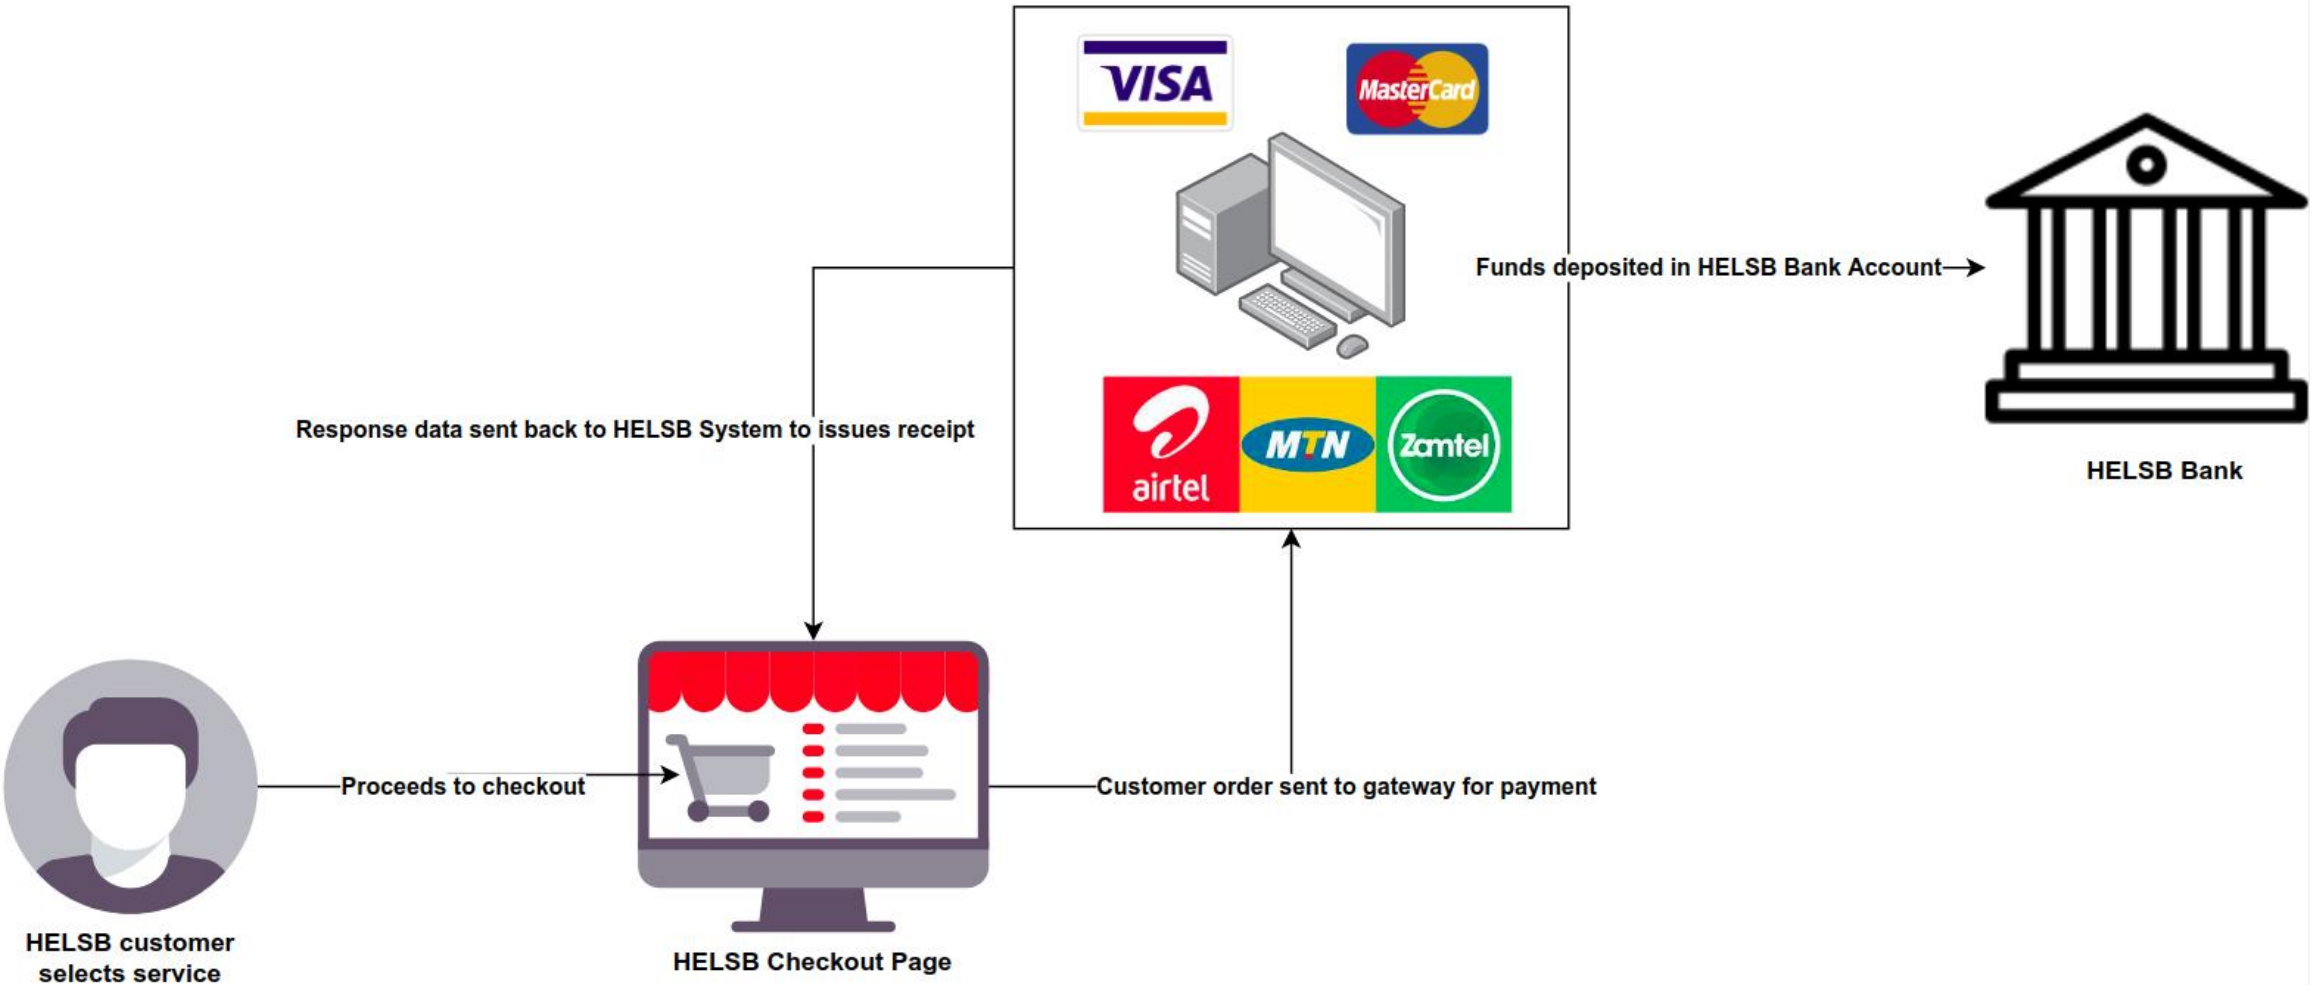 VISA
MasterCard
Funds deposited in HELSB Bank Account
Response data sent back to HELSB System to issues receipt
airtel
MTN
Zamtel
HELSB Bank
Proceeds to checkout
Customer order sent to gateway for payment
HELSB customer
selects service
HELSB Checkout Page